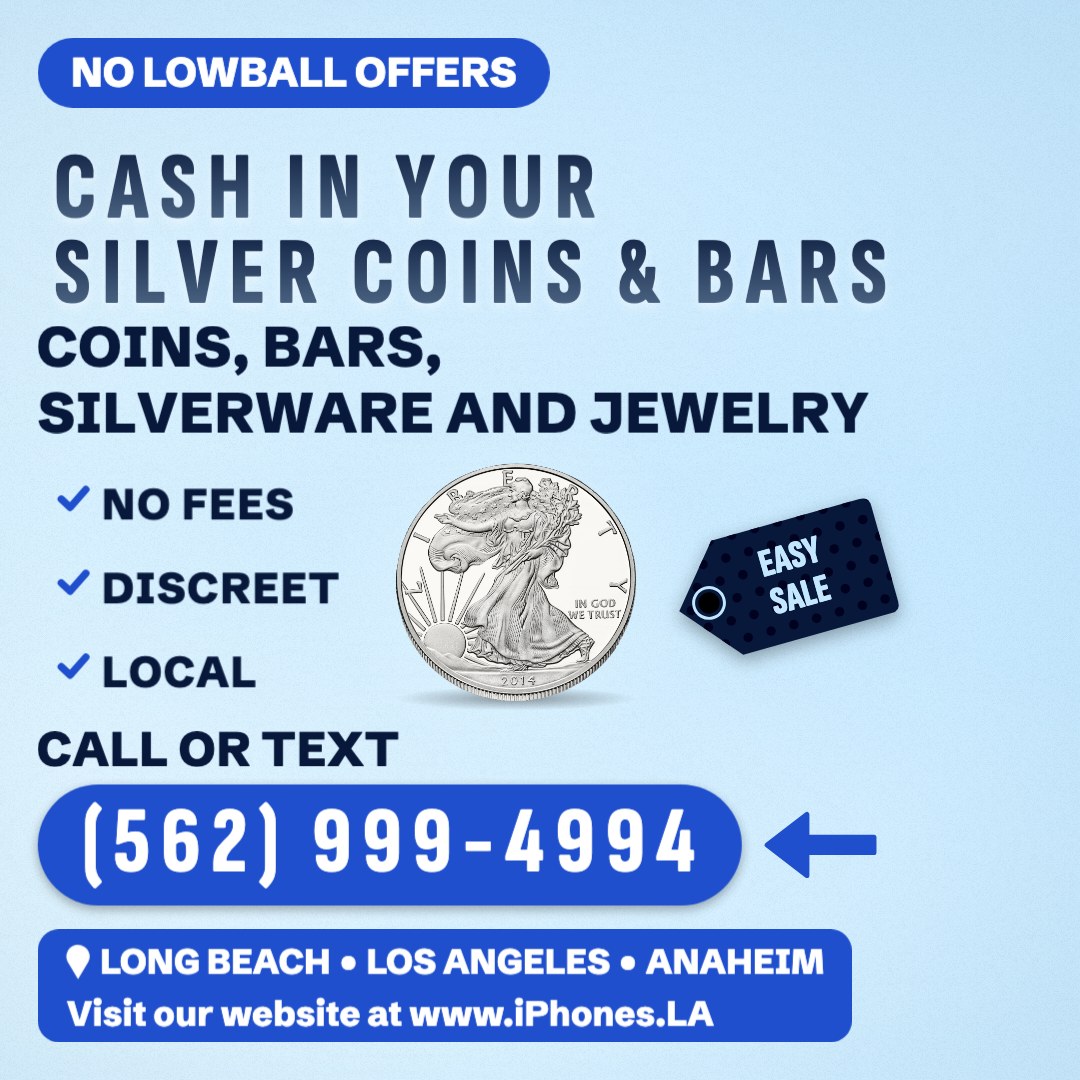 NO LOWBALL OFFERS
CASH IN YOUR
SILVER COINS & BARS
COINS, BARS,
SILVERWARE AND JEWELRY
NO FEES
DISCREET
LOCAL
LIBERTY
IN GOD
WE TRUST
2014
EASY
SALE
CALL OR TEXT
(562) 999-4994
LONG BEACH • LOS ANGELES • ANAHEIM
Visit our website at www.iPhones.LA